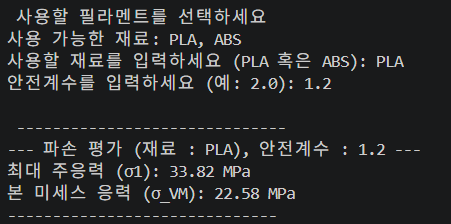 사용할 필라멘트를 선택하세요
사용 가능한 재료: PLA, ABS
사용할 재료를 입력하세요 (PLA 혹은 ABS): PLA
안전계수를 입력하세요 (예: 2.0): 1.2
------------------------------
--- 파손 평가 (재료 : PLA), 안전계수 : 1.2 ---
최대 주응력 (σ1): 33.82 MPa
본 미세스 응력 (σ_VM): 22.58 MPa
------------------------------